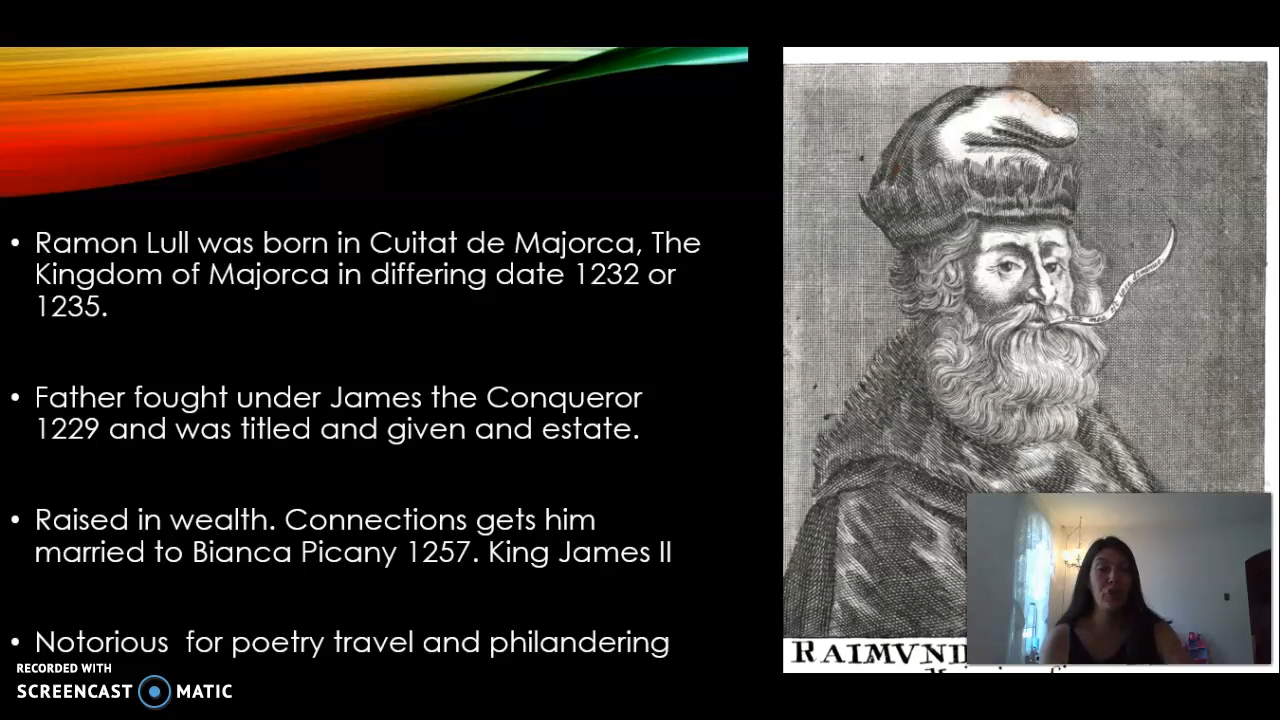 • Ramon Lull was born in Cuitat de Majorca, The
Kingdom of Majorca in differing date 1232 or
1235.
• Father fought under James the Conqueror
1229 and was titled and given and estate.
• Raised in wealth. Connections gets him
married to Bianca Picany 1257. King James II
• Notorious for poetry travel and philandering
RECORDED WITH
SCREENCAST MATIC
RAIMVND